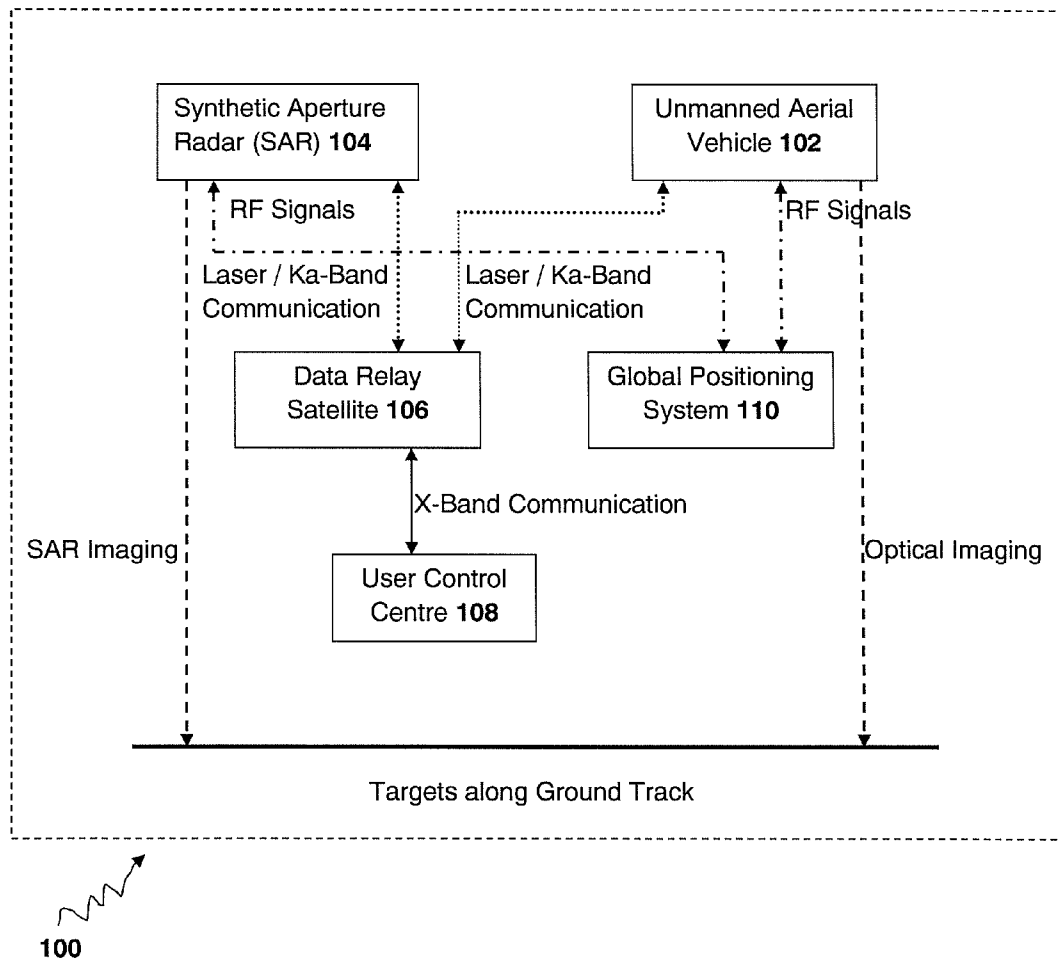 Synthetic Aperture
Radar (SAR) 104
Unmanned Aerial
Vehicle 102
RF Signals
RF Signals
Laser / Ka-Band
Communication
Laser / Ka-Band
Communication
Data Relay
Satellite 106
Global Positioning
System 110
X-Band Communication
SAR Imaging
Optical Imaging
User Control
Centre 108
Targets along Ground Track
100